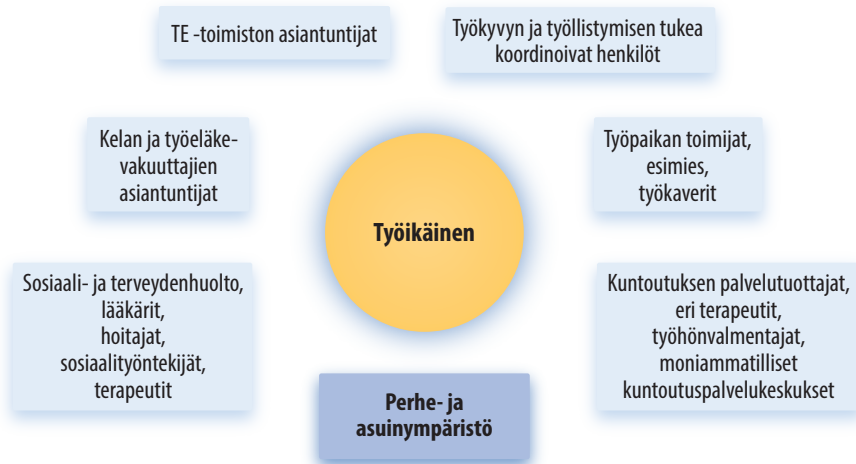 TE -toimiston asiantuntijat
Työkyvyn ja työllistymisen tukea
koordinoivat henkilöt
Kelan ja työeläke-
vakuuttajien
asiantuntijat
Työpaikan toimijat,
esimies,
työkaverit
Työikäinen
Sosiaali- ja terveydenhuolto,
lääkärit,
hoitajat,
sosiaalityöntekijät,
terapeutit
Kuntoutuksen palvelutuottajat,
eri terapeutit,
työhönvalmentajat,
moniammatilliset
kuntoutuspalvelukeskukset
Perhe- ja
asuinympäristö